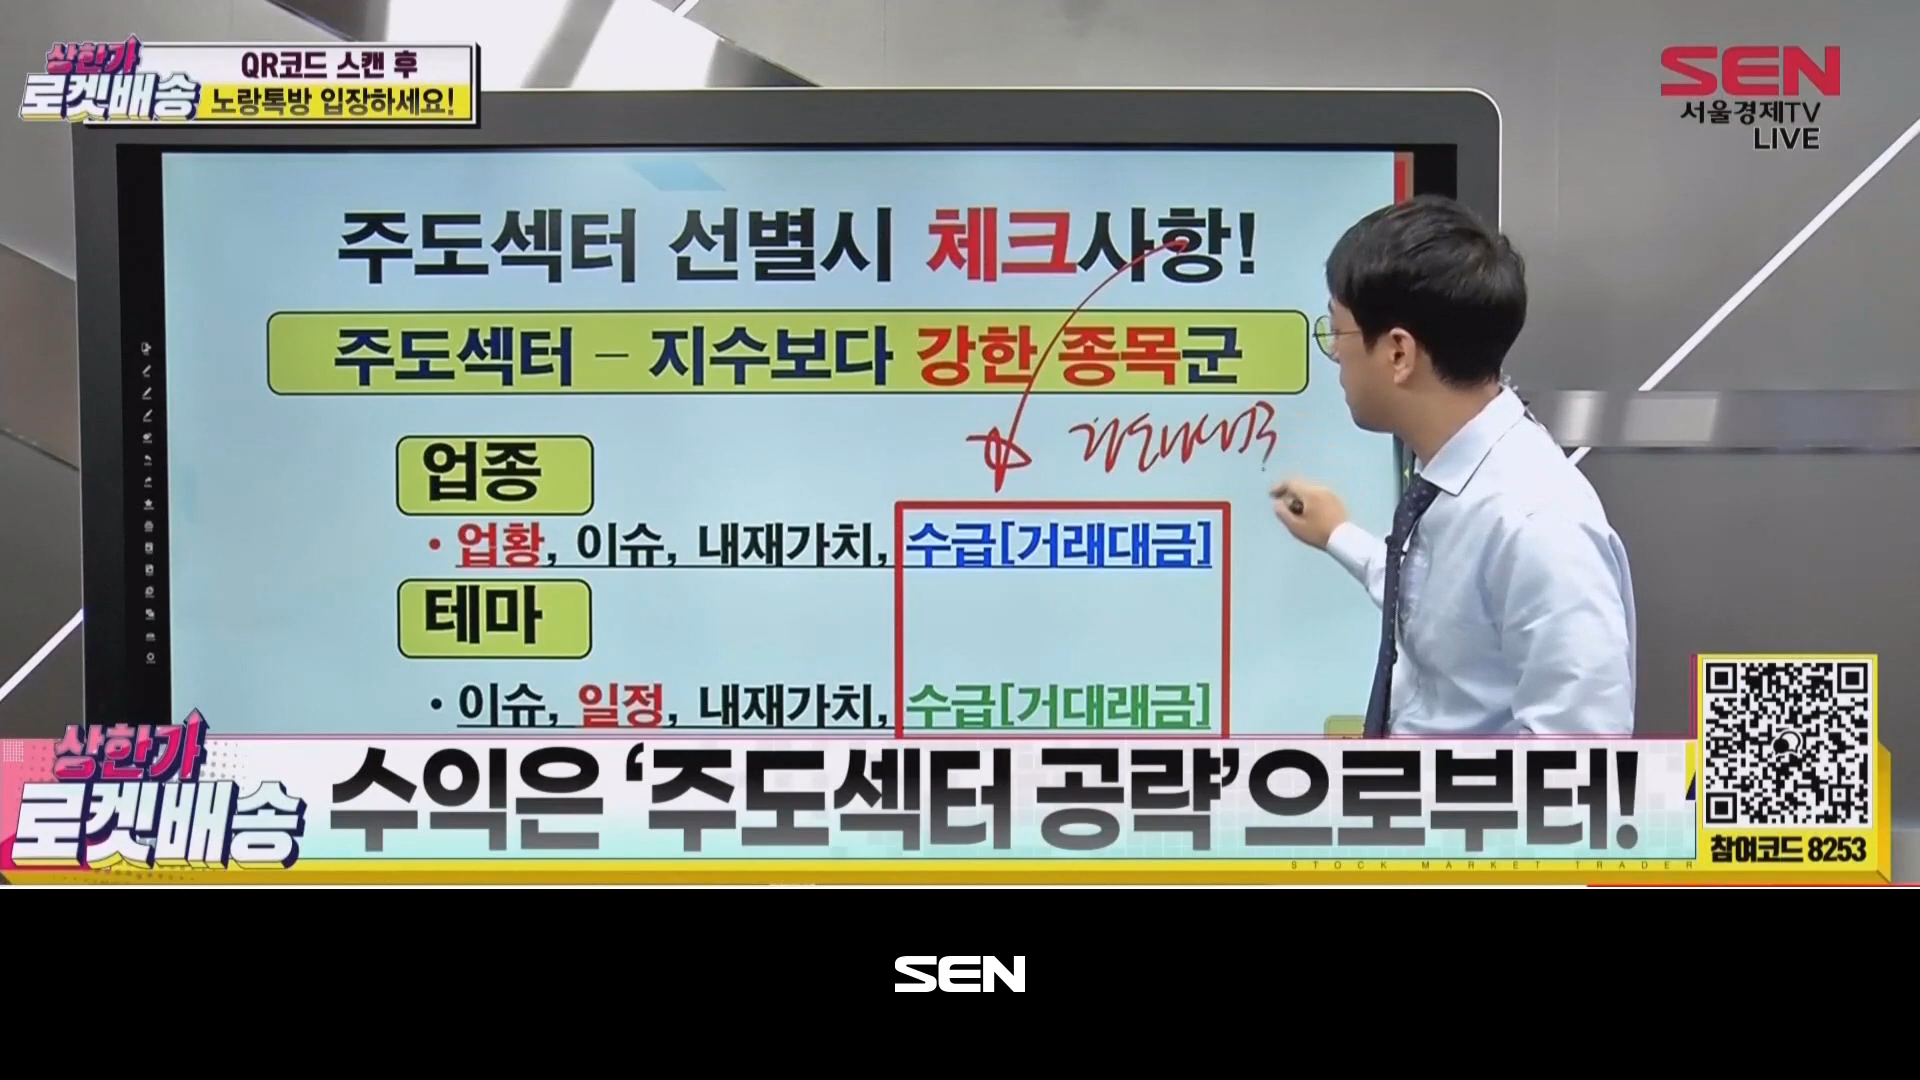 상한가
로켓배송
QR코드 스캔 후
노랑톡방 입장하세요!
SEN
서울경제TV
LIVE
주도섹터 선별시 체크사항!
주도섹터 - 지수보다 강한 종목군
업종
• 업황, 이슈, 내재가치, 수급[거래대금]
테마
• 이슈, 일정, 내재가치, 수급[거대래금]
상한가
로켓배송
수익은 ‘주도섹터 공략’으로부터!
STOCK MARKET TRADER
참여코드 8253
SEN